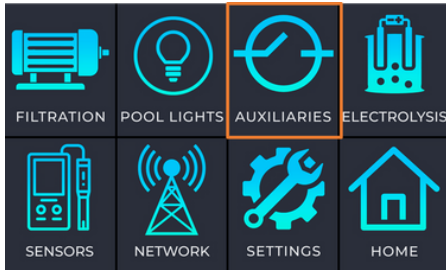 FILTRATION
POOL LIGHTS
AUXILIARIES
ELECTROLYSIS
SENSORS
NETWORK
SETTINGS
HOME